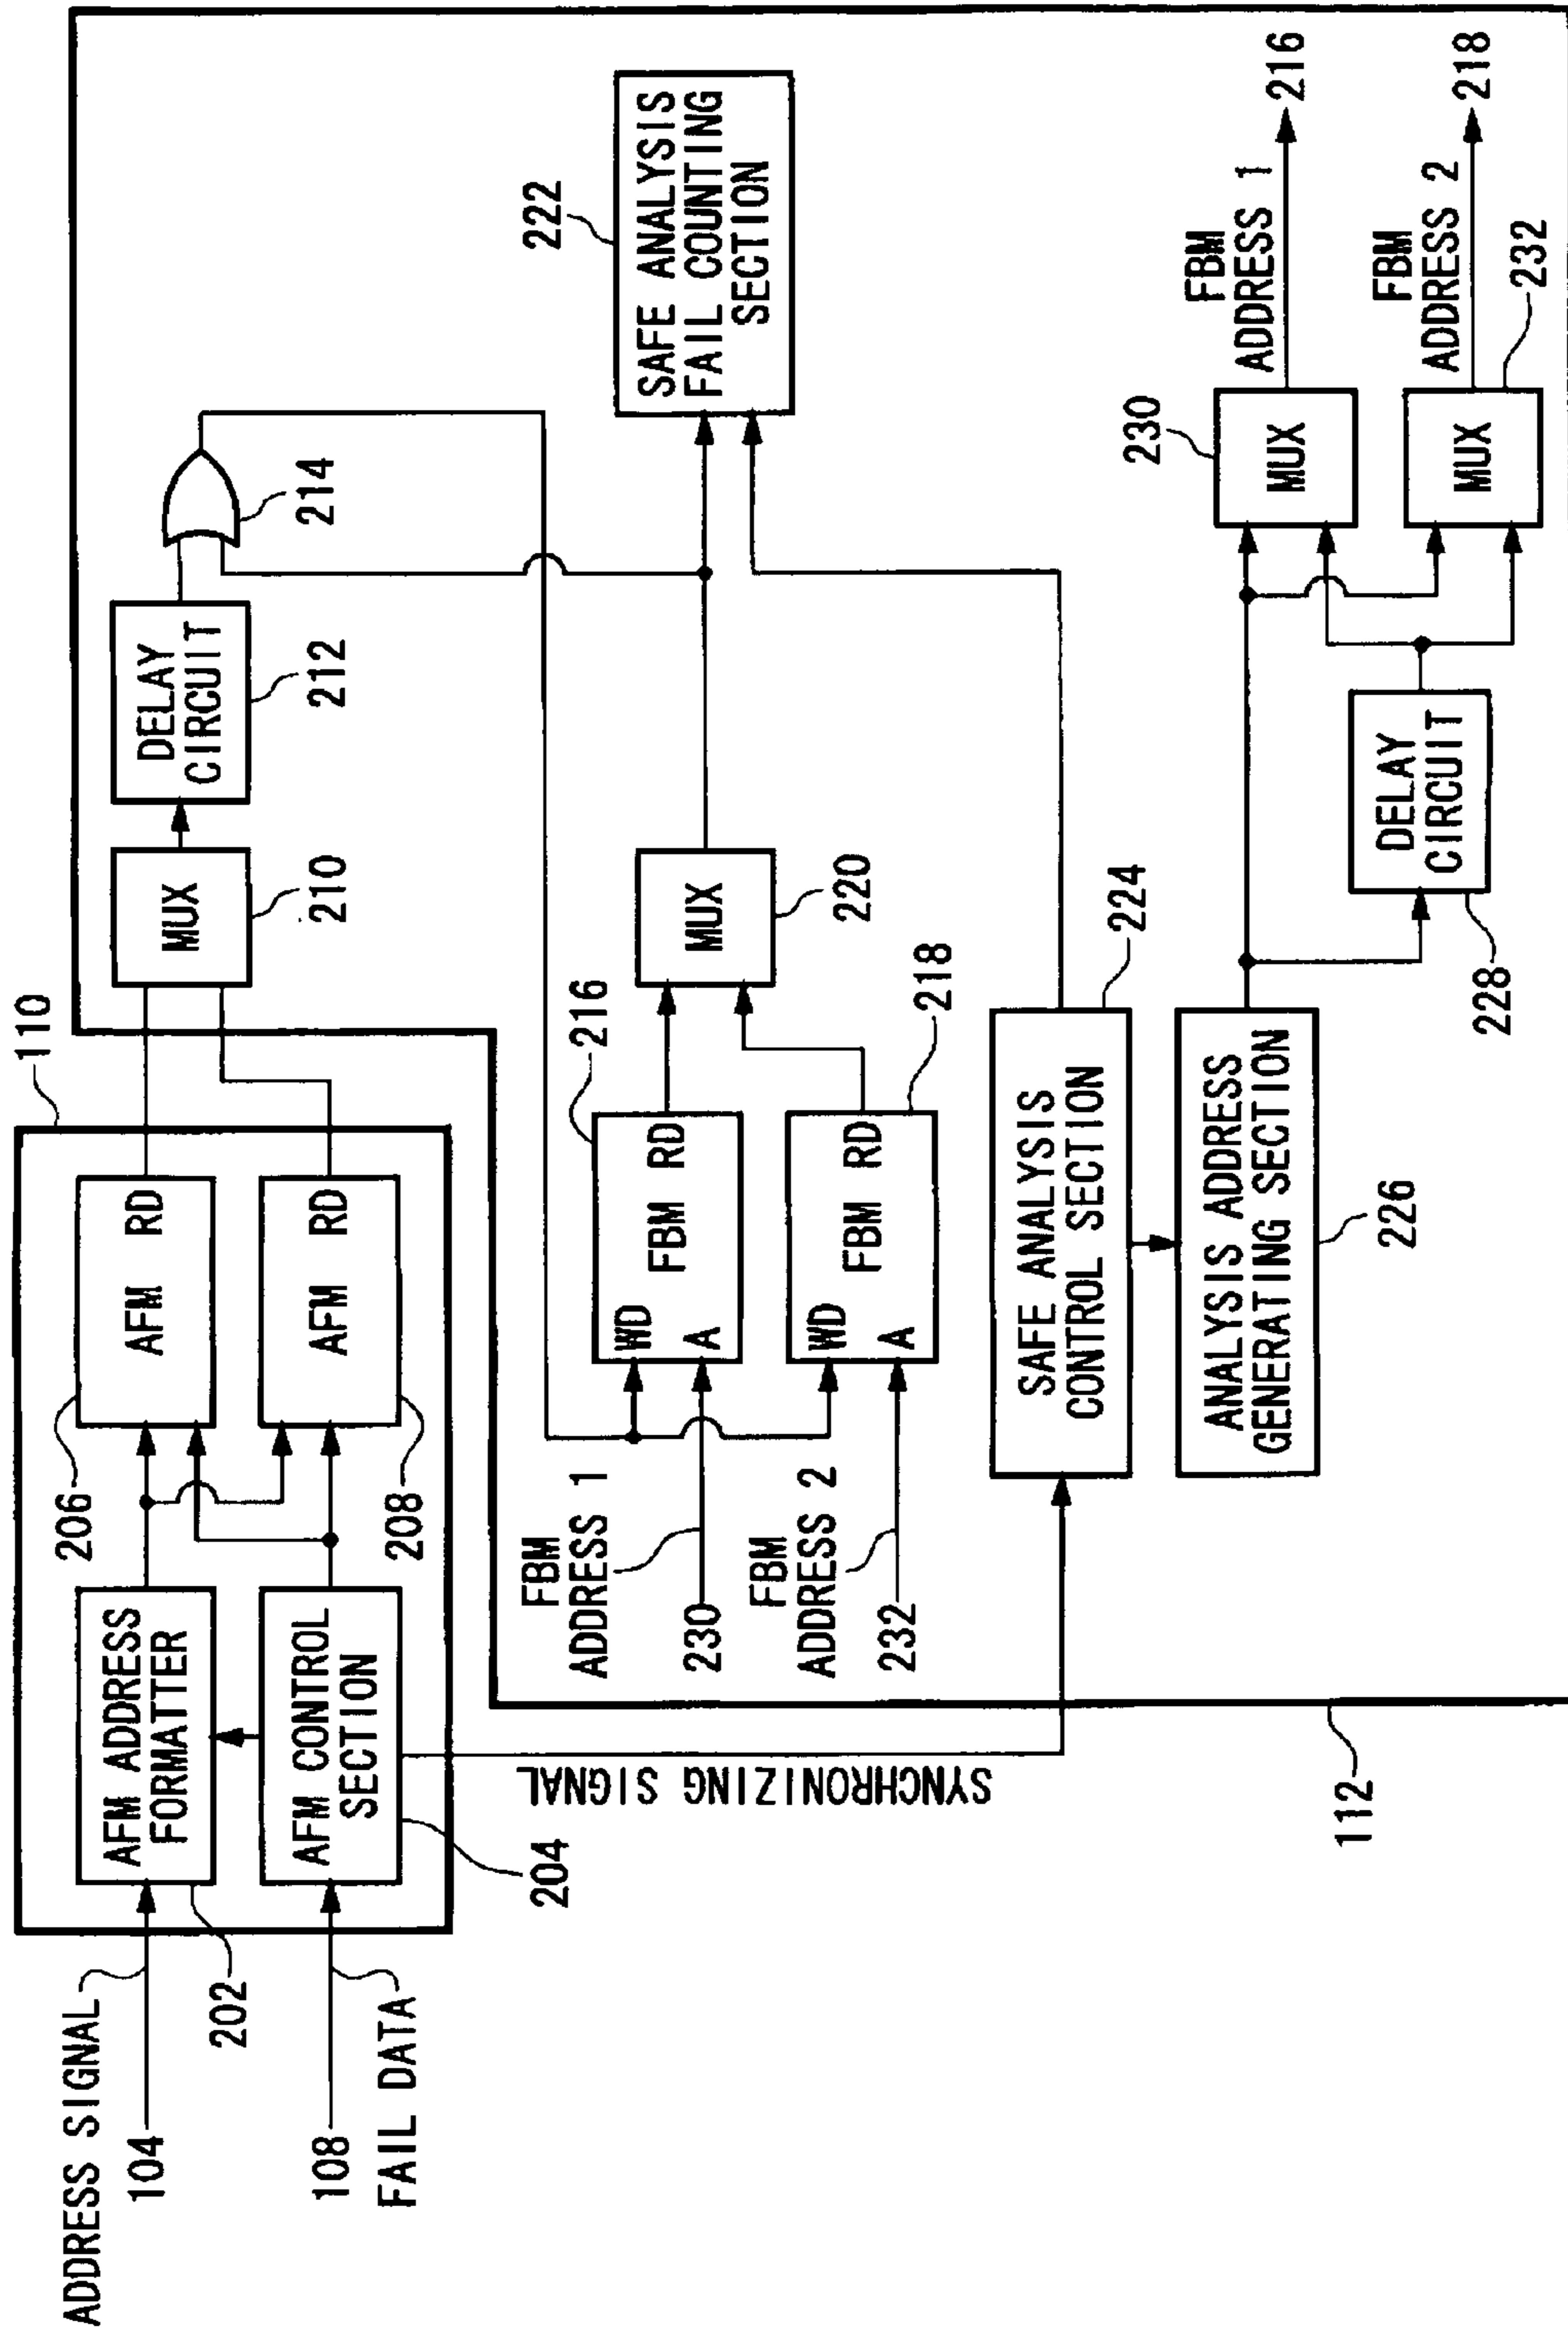 ADDRESS SIGNAL
104
202
108
FAIL DATA
110
AFM ADDRESS
FORMATTER
AFM CONTROL
SECTION
204
206
AFM RD
208
AFM RD
SYNCHRONIZING SIGNAL
MUX
210
DELAY
CIRCUIT
212
214
FBM
ADDRESS 1
230
FBM
ADDRESS 2
232
216
WD
A
FBM RD
218
WD
A
FBM RD
MUX
220
222
SAFE ANALYSIS
FAIL COUNTING
SECTION
SAFE ANALYSIS
CONTROL SECTION
224
ANALYSIS ADDRESS
GENERATING SECTION
226
DELAY
CIRCUIT
228
230
MUX
FBM
ADDRESS 1
216
MUX
232
FBM
ADDRESS 2
218
112